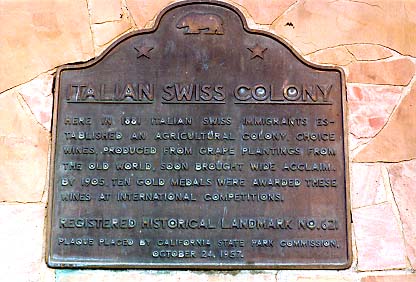 ITALIAN SWISS COLONY
HERE IN 1881 ITALIAN SWISS IMMIGRANTS ES-
TABLISHED AN AGRICULTURAL COLONY. CHOICE
WINES, PRODUCED FROM GRAPE PLANTINGS FROM
THE OLD WORLD, SOON BROUGHT WIDE ACCLAIM.
BY 1905, TEN GOLD MEDALS WERE AWARDED THESE
WINES AT INTERNATIONAL COMPETITIONS.
REGISTERED HISTORICAL LANDMARK NO. 621
PLAQUE PLACED BY CALIFORNIA STATE PARK COMMISSION,
OCTOBER 24, 1957.